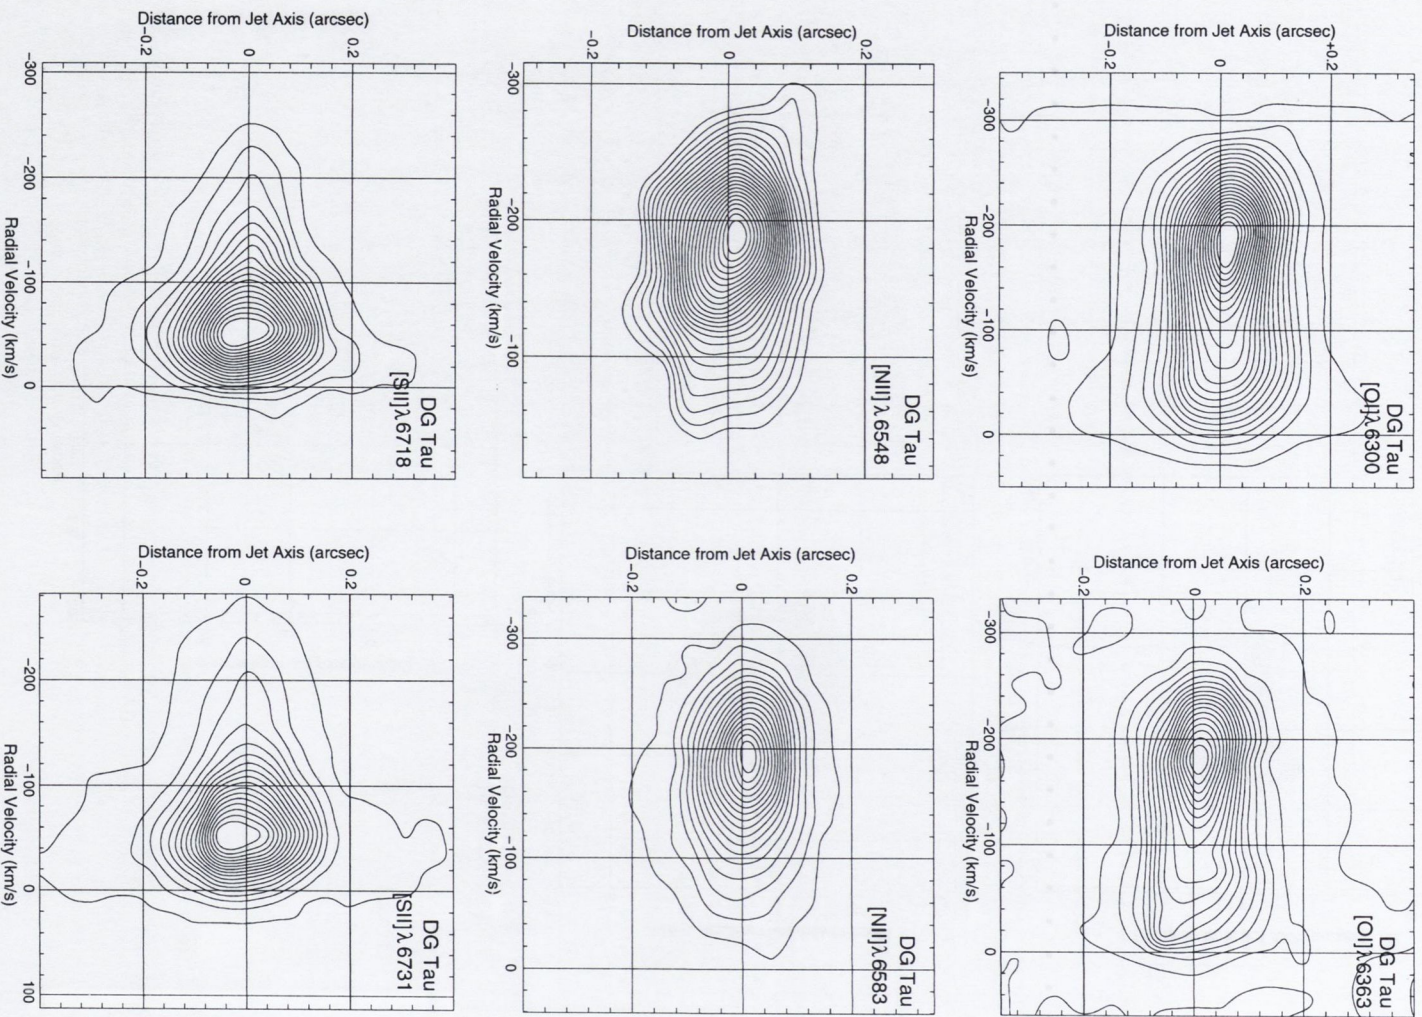 Distance from Jet Axis (arcsec)
−0.2 0 0.2
−300 −200 −100 0
Radial Velocity (km/s)
DG Tau
[SII]λ6718
Distance from Jet Axis (arcsec)
−0.2 0 0.2
−300 −200 −100
Radial Velocity (km/s)
DG Tau
[NII]λ6548
Distance from Jet Axis (arcsec)
−0.2 0 +0.2
−300 −200 −100 0
Radial Velocity (km/s)
DG Tau
[OI]λ6300
Distance from Jet Axis (arcsec)
−0.2 0 0.2
−200 −100 0 100
Radial Velocity (km/s)
DG Tau
[SII]λ6731
Distance from Jet Axis (arcsec)
−0.2 0 0.2
−300 −200 −100 0
Radial Velocity (km/s)
DG Tau
[NII]λ6583
Distance from Jet Axis (arcsec)
−0.2 0 0.2
−300 −200 −100 0
Radial Velocity (km/s)
DG Tau
[OI]λ6363